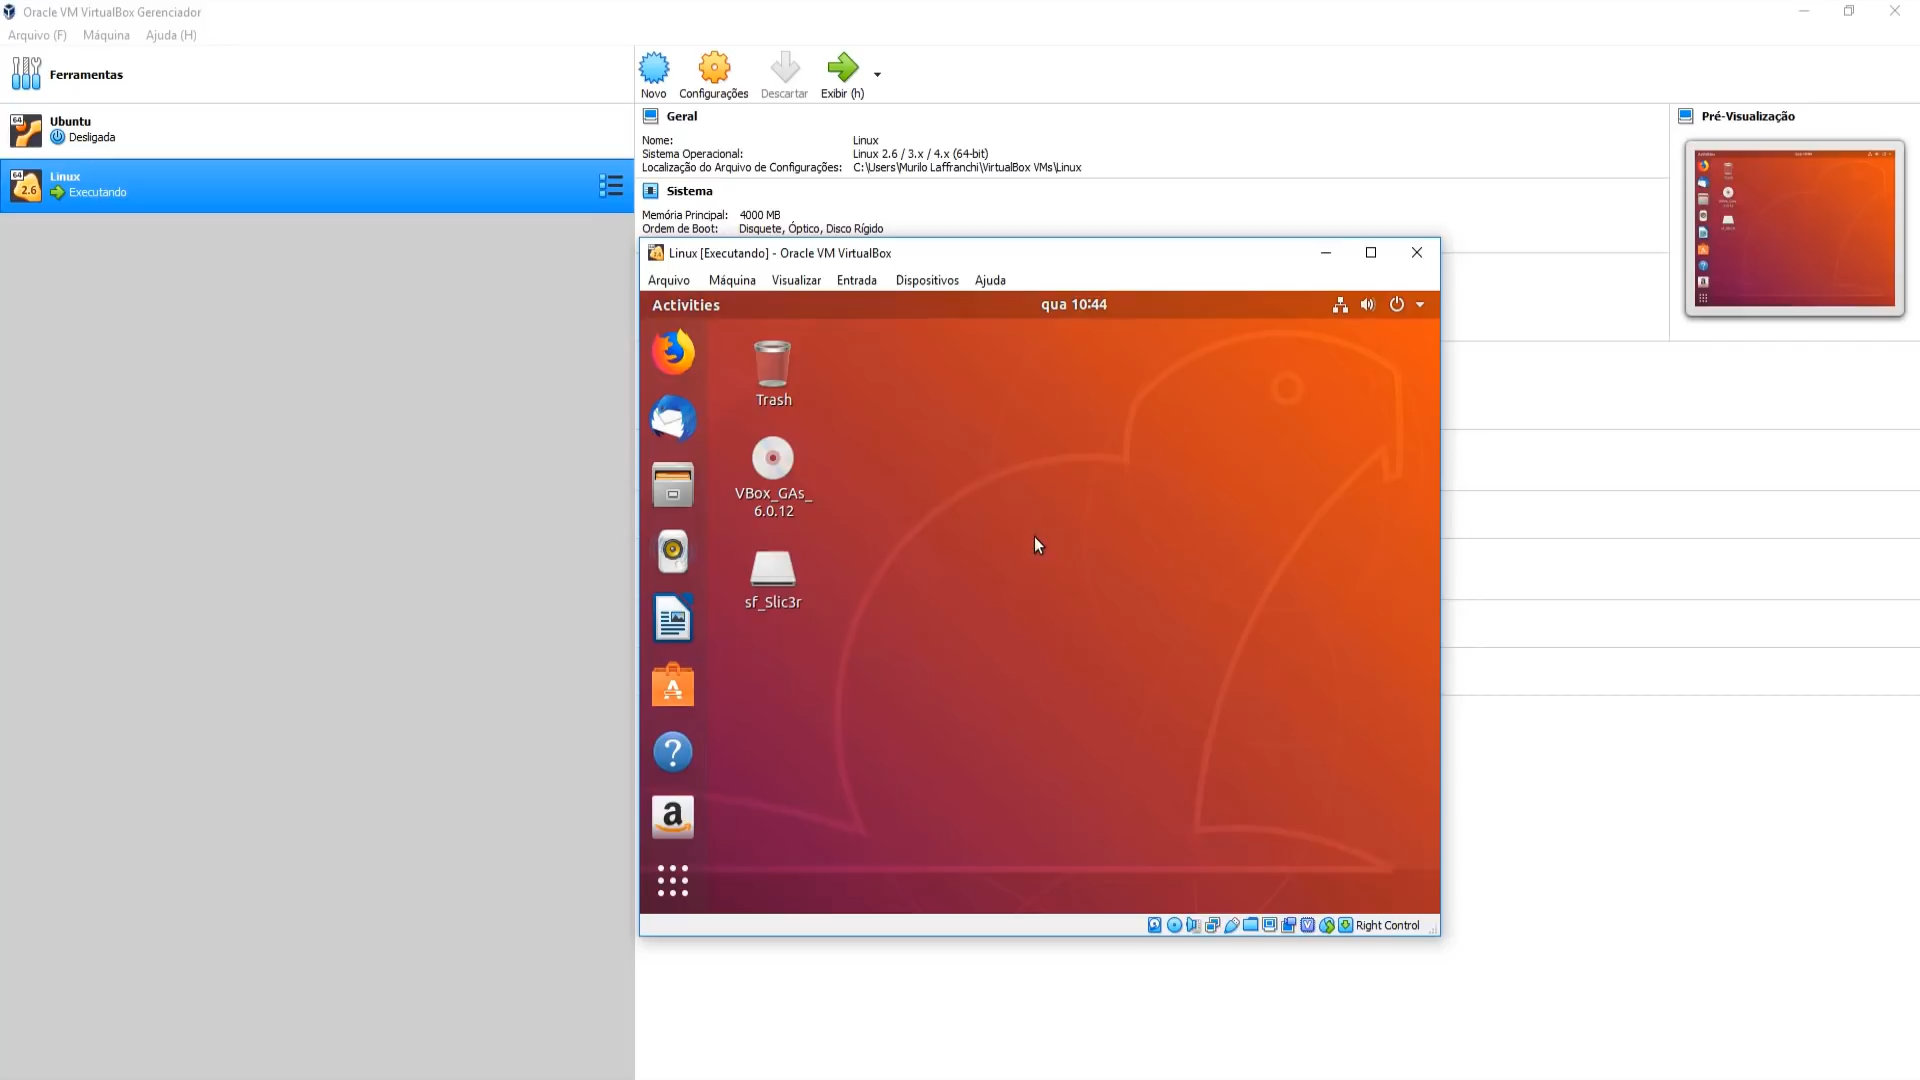 Oracle VM VirtualBox Gerenciador
Arquivo (F) Máquina Ajuda (H)
Ferramentas
64
Ubuntu
Desligada
64
2.6
Linux
Executando
Novo Configurações Descartar Exibir (h)
Geral
Nome: Linux
Sistema Operacional: Linux 2.6 / 3.x / 4.x (64-bit)
Localização do Arquivo de Configurações: C:\Users\Murilo Laffranchi\VirtualBox VMs\Linux
Sistema
Memória Principal: 4000 MB
Ordem de Boot: Disquete, Óptico, Disco Rígido
Pré-Visualização
Linux [Executando] - Oracle VM VirtualBox
Arquivo Máquina Visualizar Entrada Dispositivos Ajuda
Activities qua 10:44
Trash
VBox_GAs_
6.0.12
sf_Slic3r
Right Control